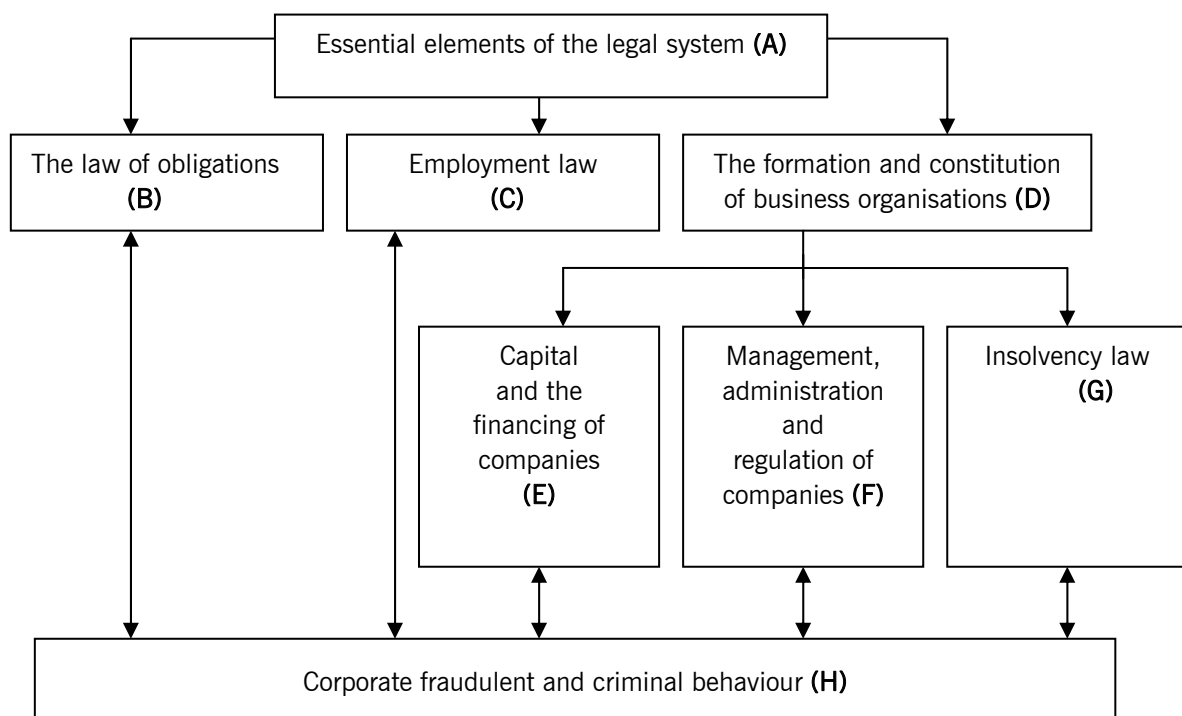 Essential elements of the legal system (A)
The law of obligations
(B)
Employment law
(C)
The formation and constitution
of business organisations (D)
Capital
and the
financing of
companies
(E)
Management,
administration
and
regulation of
companies (F)
Insolvency law
(G)
Corporate fraudulent and criminal behaviour (H)